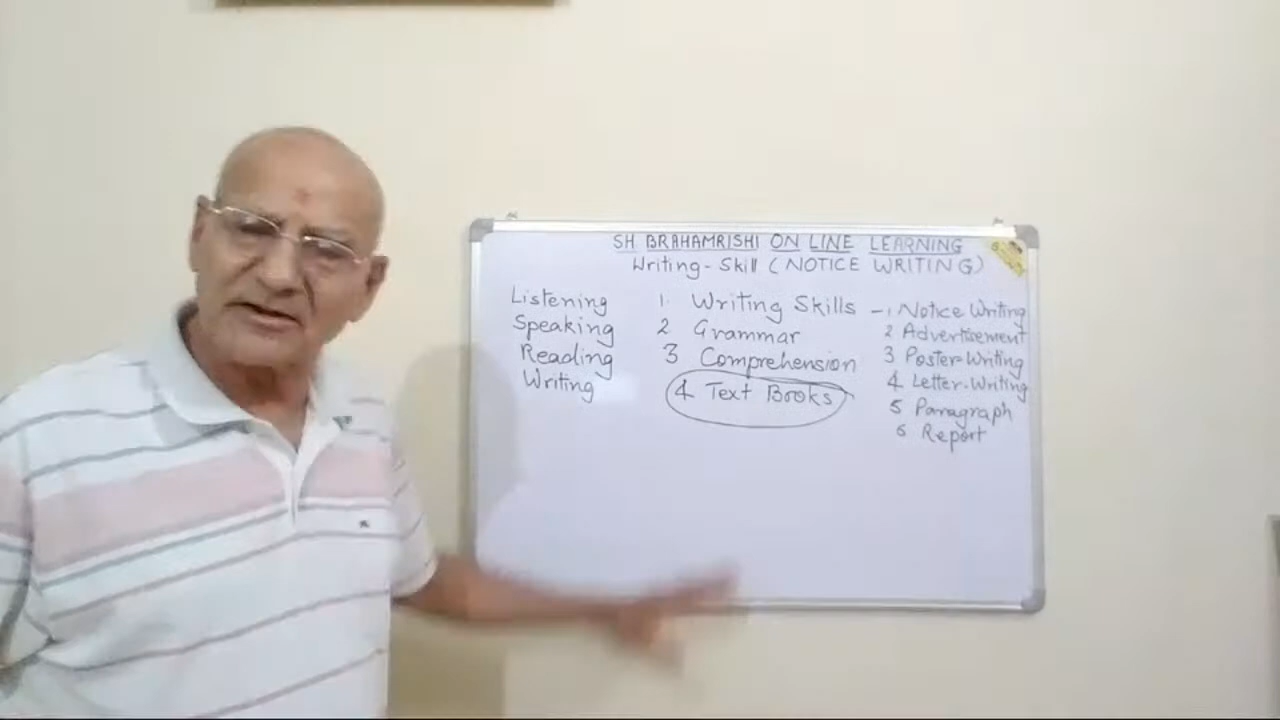 SH BRAHAMRISHI ON LINE LEARNING
Writing-Skill (NOTICE WRITING)
Listening
Speaking
Reading
Writing
1. Writing Skills
2 Grammar
3 Comprehension
4 Text Books
- 1 Notice Writing
2 Advertisement
3 Poster-Writing
4 Letter-Writing
5 Paragraph
6 Report